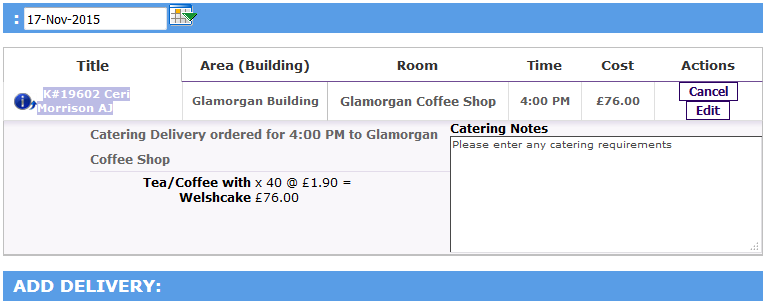 : 17-Nov-2015
Title Area (Building) Room Time Cost Actions
K#19602 Ceri
Morrison AJ
Glamorgan Building Glamorgan Coffee Shop 4:00 PM £76.00
Cancel
Edit
Catering Delivery ordered for 4:00 PM to Glamorgan
Coffee Shop
Tea/Coffee with x 40 @ £1.90 =
Welshcake £76.00
Catering Notes
Please enter any catering requirements
ADD DELIVERY: